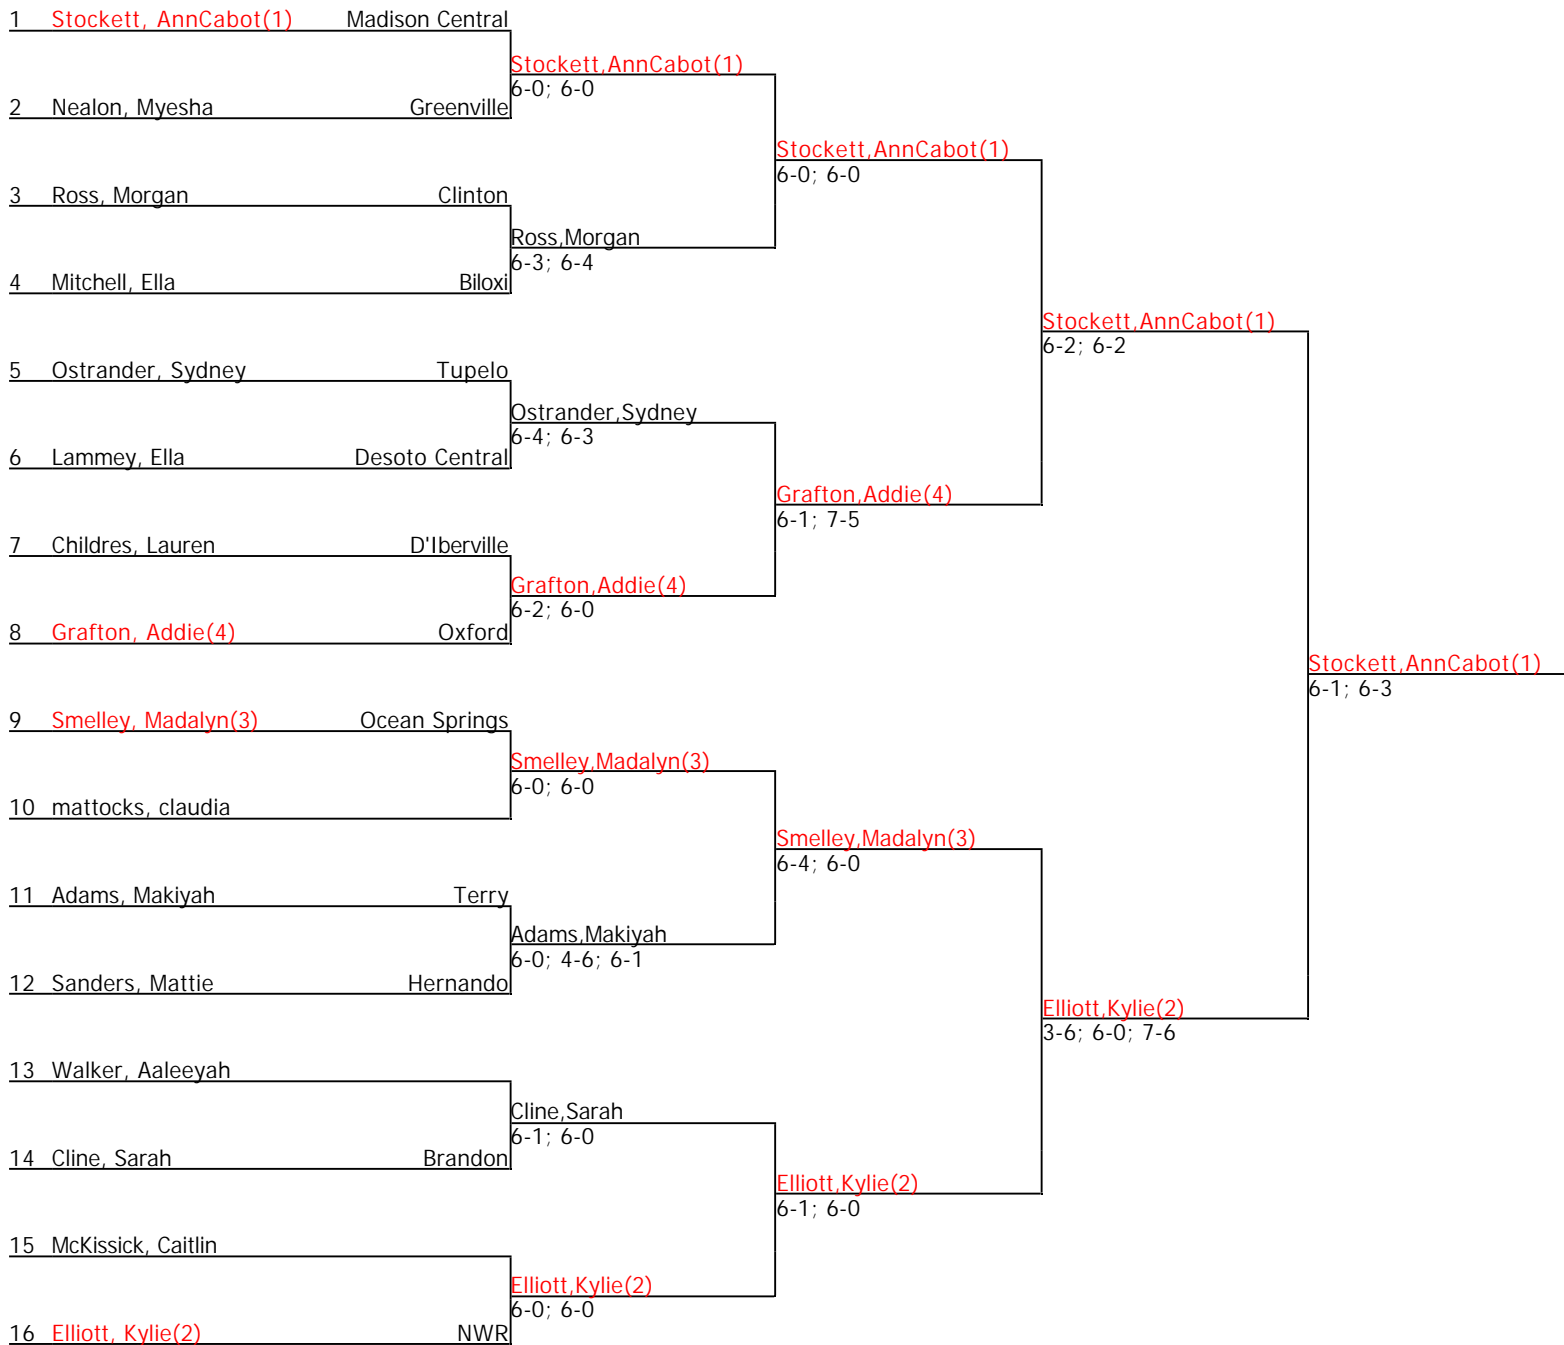 1 Stockett, AnnCabot(1) Madison Central
Stockett,AnnCabot(1)
6-0; 6-0
2 Nealon, Myesha Greenville
Stockett,AnnCabot(1)
6-0; 6-0
3 Ross, Morgan Clinton
Ross,Morgan
6-3; 6-4
4 Mitchell, Ella Biloxi
Stockett,AnnCabot(1)
6-2; 6-2
5 Ostrander, Sydney Tupelo
Ostrander,Sydney
6-4; 6-3
6 Lammey, Ella Desoto Central
Grafton,Addie(4)
6-1; 7-5
7 Childres, Lauren D'Iberville
Grafton,Addie(4)
6-2; 6-0
8 Grafton, Addie(4) Oxford
Stockett,AnnCabot(1)
6-1; 6-3
9 Smelley, Madalyn(3) Ocean Springs
Smelley,Madalyn(3)
6-0; 6-0
10 mattocks, claudia
Smelley,Madalyn(3)
6-4; 6-0
11 Adams, Makiyah Terry
Adams,Makiyah
6-0; 4-6; 6-1
12 Sanders, Mattie Hernando
Elliott,Kylie(2)
3-6; 6-0; 7-6
13 Walker, Aaleeyah
Cline,Sarah
6-1; 6-0
14 Cline, Sarah Brandon
Elliott,Kylie(2)
6-1; 6-0
15 McKissick, Caitlin
Elliott,Kylie(2)
6-0; 6-0
16 Elliott, Kylie(2) NWR